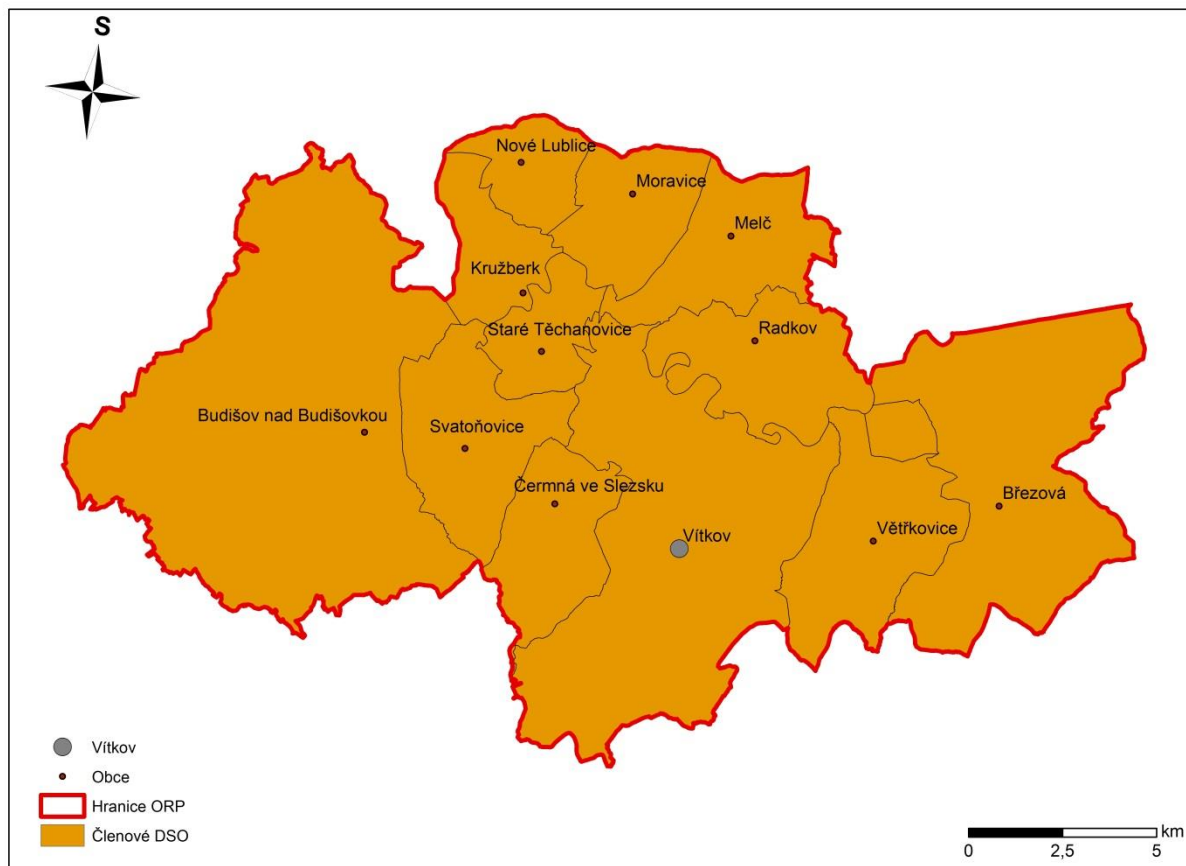 S
Nové Lublice
Moravice
Melč
Kružberk
Staré Těchanovice
Radkov
Budišov nad Budišovkou
Svatoňovice
Čermná ve Slezsku
Březová
Větřkovice
Vítkov
Vítkov
Obce
Hranice ORP
Členové DSO
km
0 2,5 5